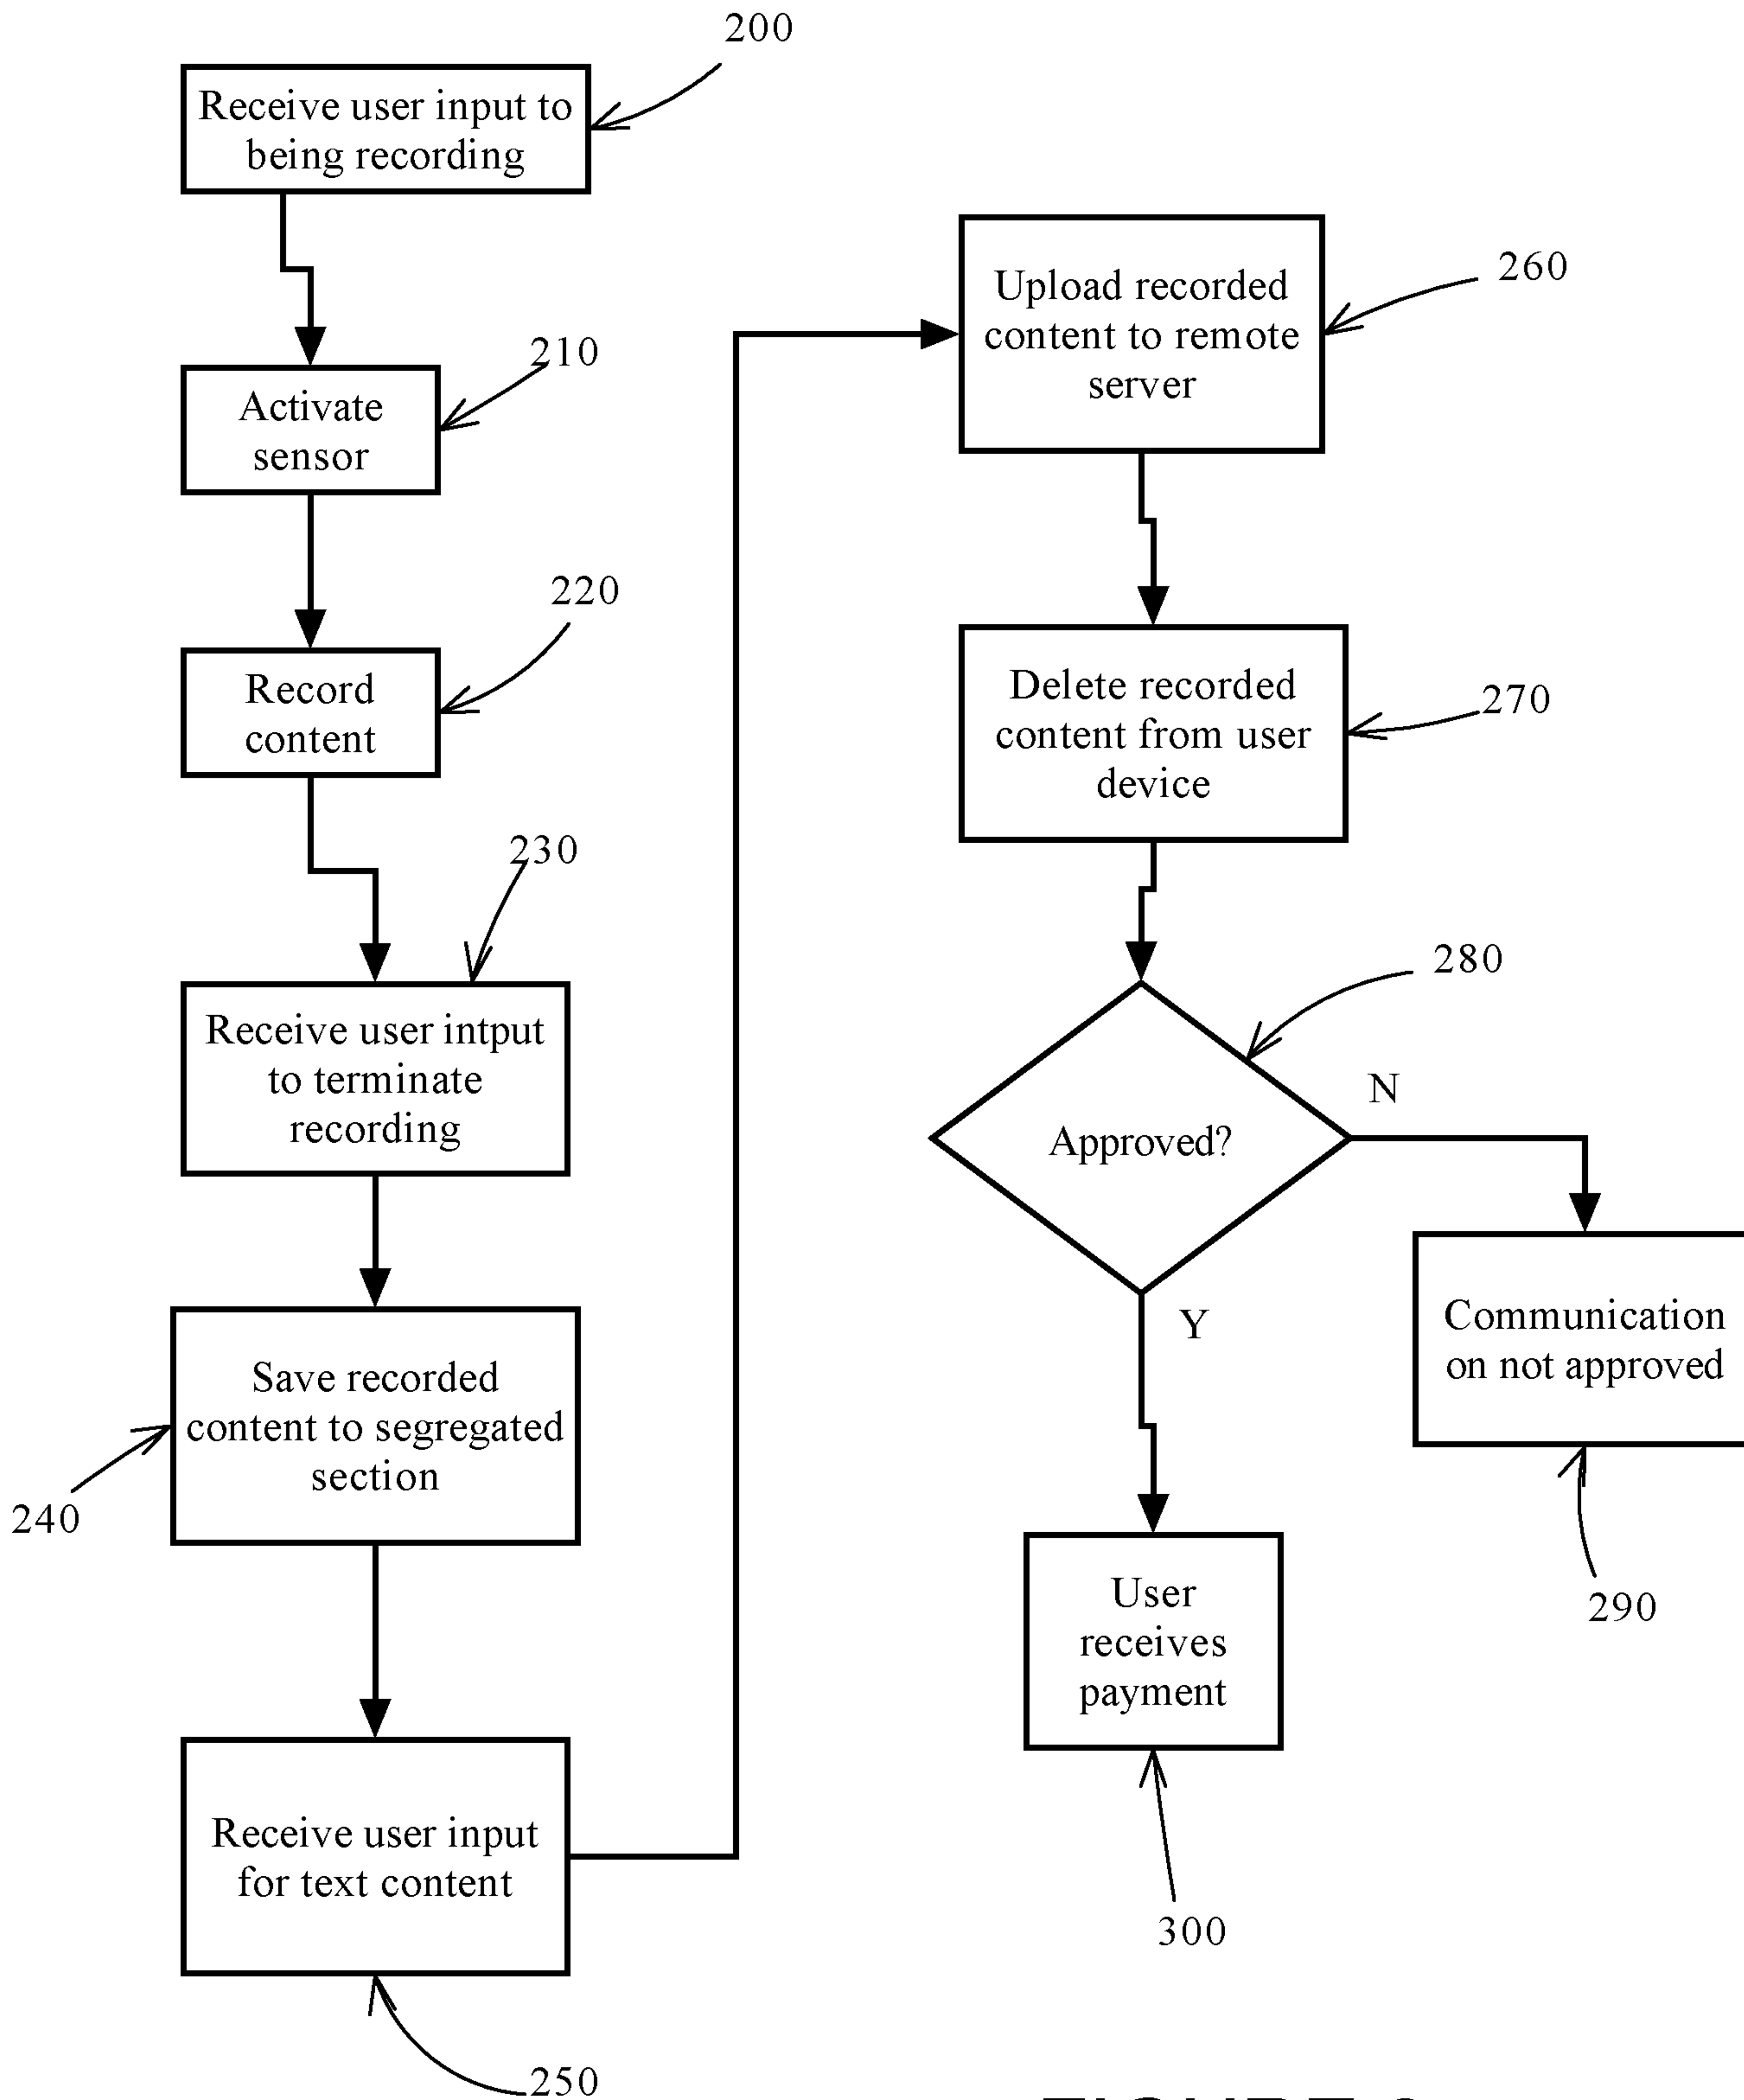 200
Receive user input to
being recording
210
Activate
sensor
220
Record
content
230
Receive user intput
to terminate
recording
Save recorded
content to segregated
section
240
Receive user input
for text content
250
Upload recorded
content to remote
server
260
Delete recorded
content from user
device
270
280
Approved?
N
Y
Communication
on not approved
290
User
receives
payment
300